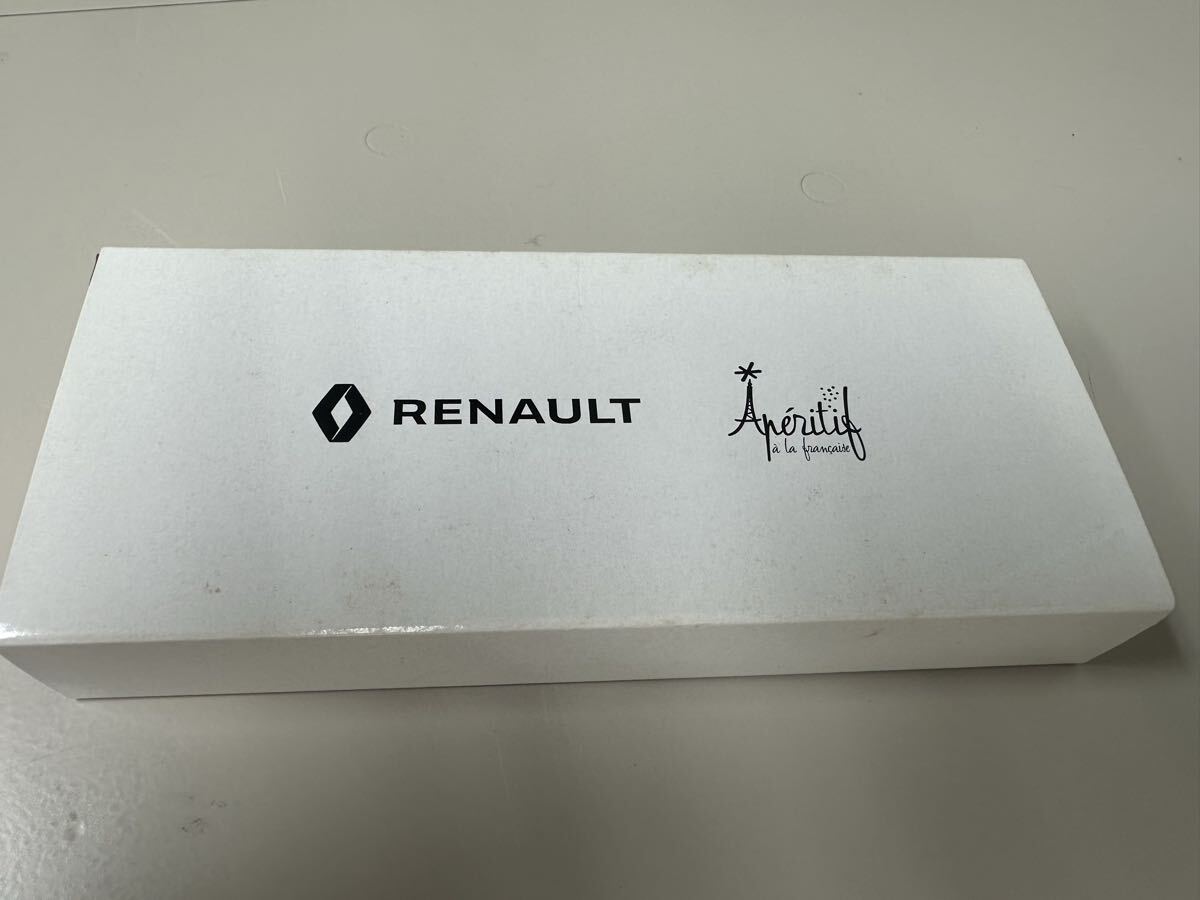 RENAULT
Apéritif
à la française